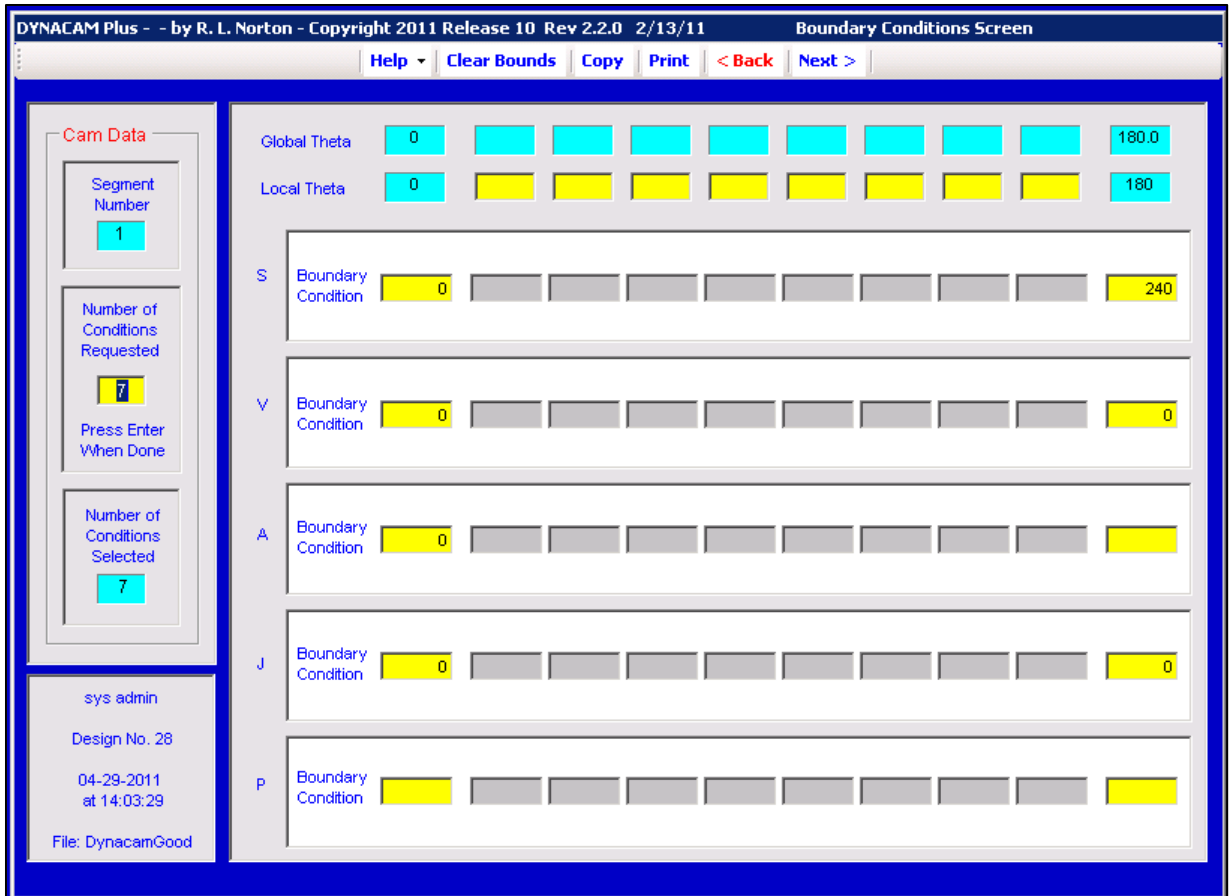 DYNACAM Plus - - by R. L. Norton - Copyright 2011 Release 10 Rev 2.2.0 2/13/11 Boundary Conditions Screen
Help Clear Bounds Copy Print < Back Next >
Cam Data
Segment
Number
1
Number of
Conditions
Requested
7
Press Enter
When Done
Number of
Conditions
Selected
7
sys admin
Design No. 28
04-29-2011
at 14:03:29
File: DynacamGood
Global Theta 0 180.0
Local Theta 0 180
S Boundary
Condition 0 240
V Boundary
Condition 0 0
A Boundary
Condition 0
J Boundary
Condition 0 0
P Boundary
Condition